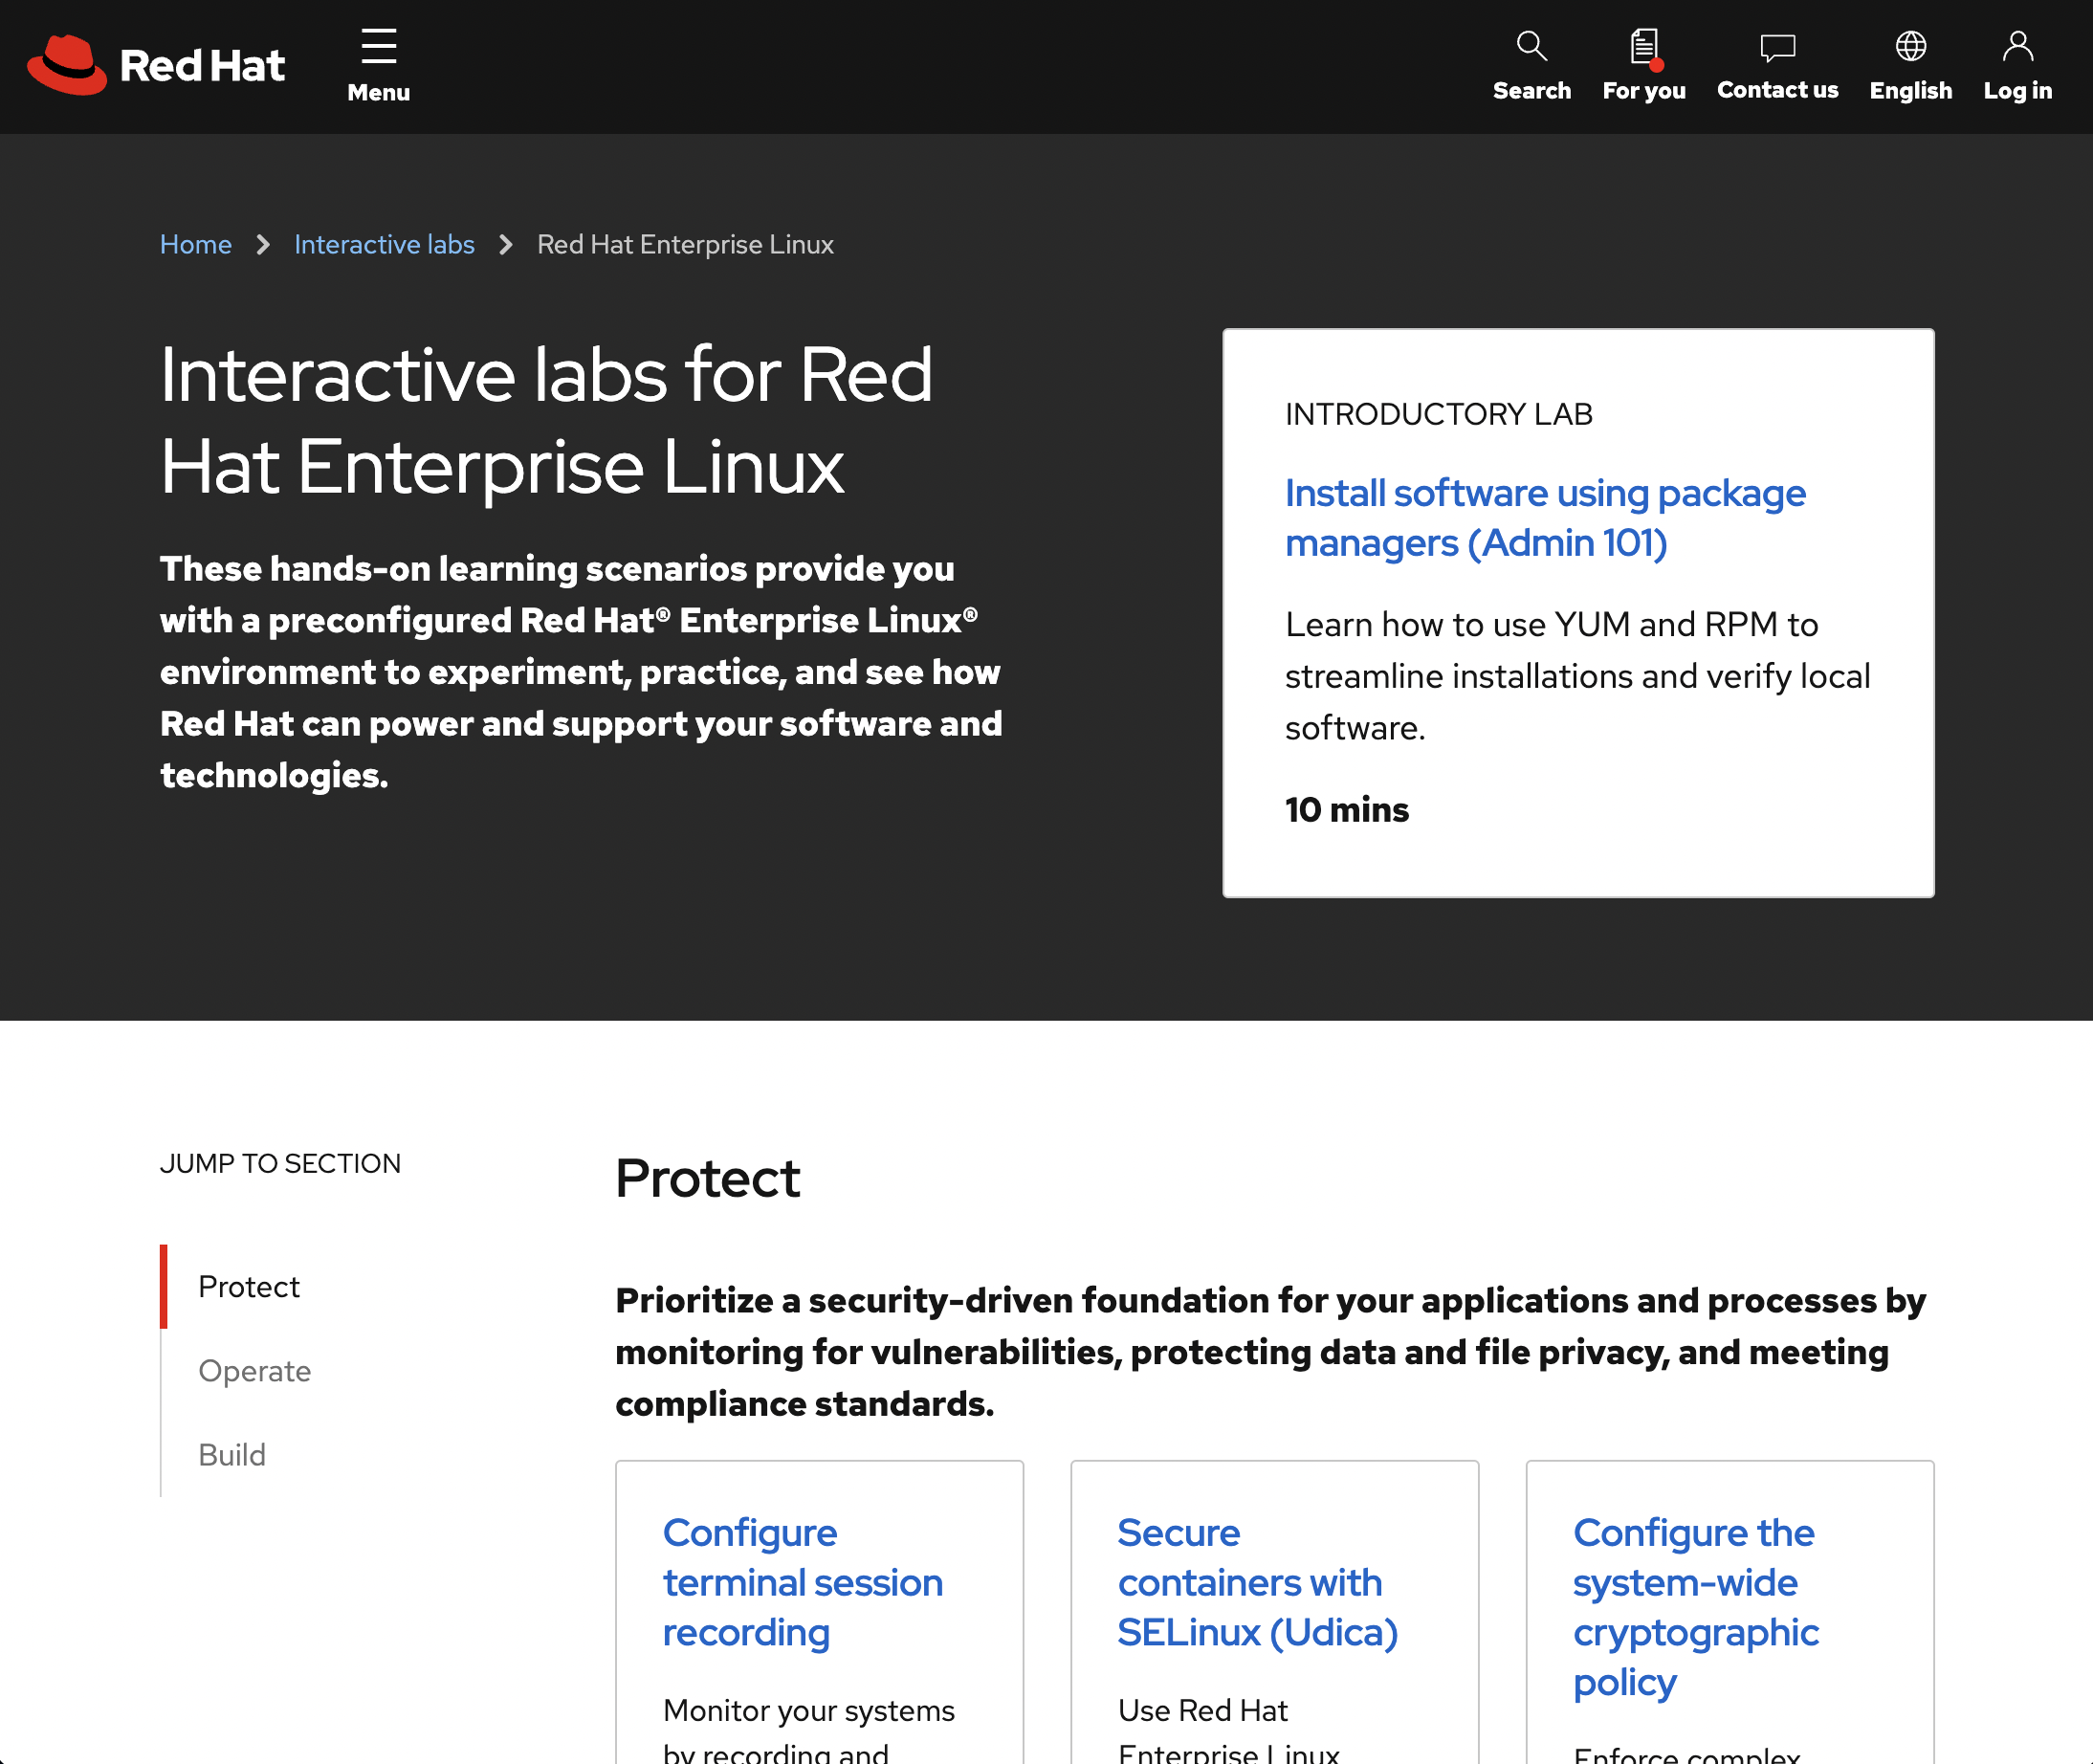 Red Hat
Menu
Search
For you
Contact us
English
Log in
Home
Interactive labs
Red Hat Enterprise Linux
Interactive labs for Red
Hat Enterprise Linux
These hands-on learning scenarios provide you
with a preconfigured Red Hat® Enterprise Linux®
environment to experiment, practice, and see how
Red Hat can power and support your software and
technologies.
INTRODUCTORY LAB
Install software using package
managers (Admin 101)
Learn how to use YUM and RPM to
streamline installations and verify local
software.
10 mins
JUMP TO SECTION
Protect
Operate
Build
Protect
Prioritize a security-driven foundation for your applications and processes by
monitoring for vulnerabilities, protecting data and file privacy, and meeting
compliance standards.
Configure
terminal session
recording
Monitor your systems
by recording and
Secure
containers with
SELinux (Udica)
Use Red Hat
Enterprise Linux
Configure the
system-wide
cryptographic
policy
Enforce complex